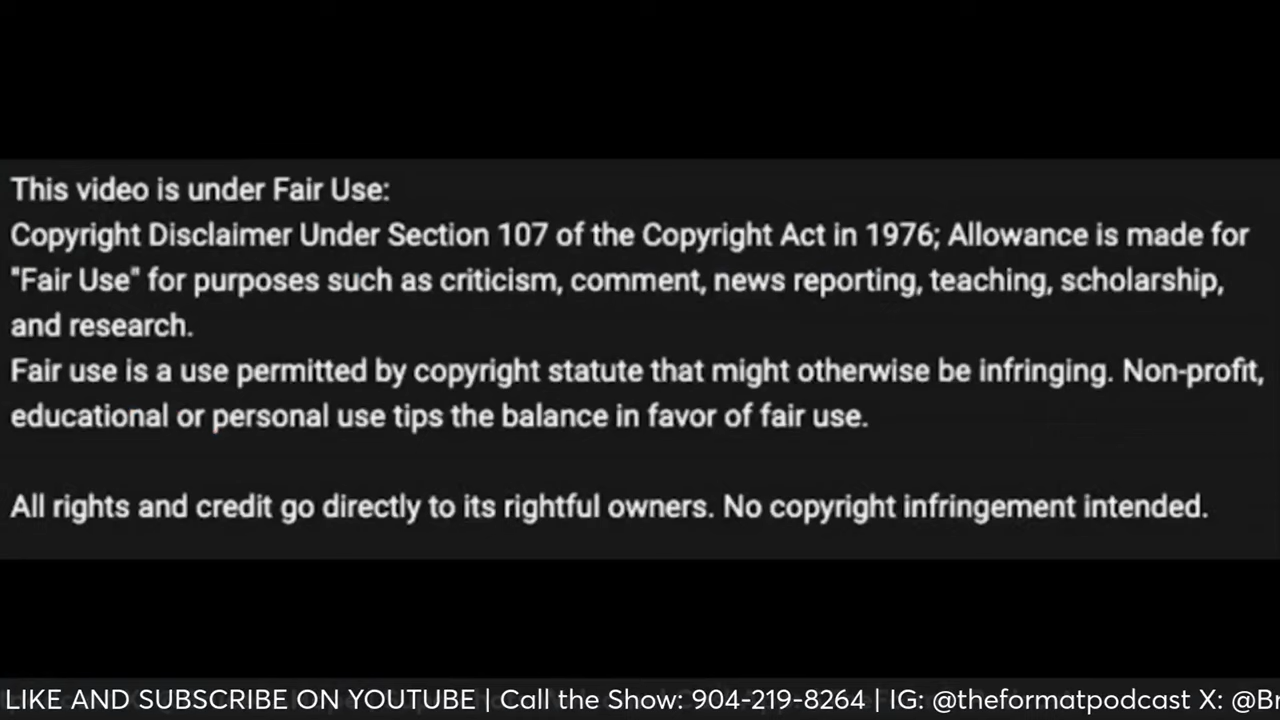 This video is under Fair Use:
Copyright Disclaimer Under Section 107 of the Copyright Act in 1976; Allowance is made for
"Fair Use" for purposes such as criticism, comment, news reporting, teaching, scholarship,
and research.
Fair use is a use permitted by copyright statute that might otherwise be infringing. Non-profit,
educational or personal use tips the balance in favor of fair use.
All rights and credit go directly to its rightful owners. No copyright infringement intended.
LIKE AND SUBSCRIBE ON YOUTUBE | Call the Show: 904-219-8264 | IG: @theformatpodcast X: